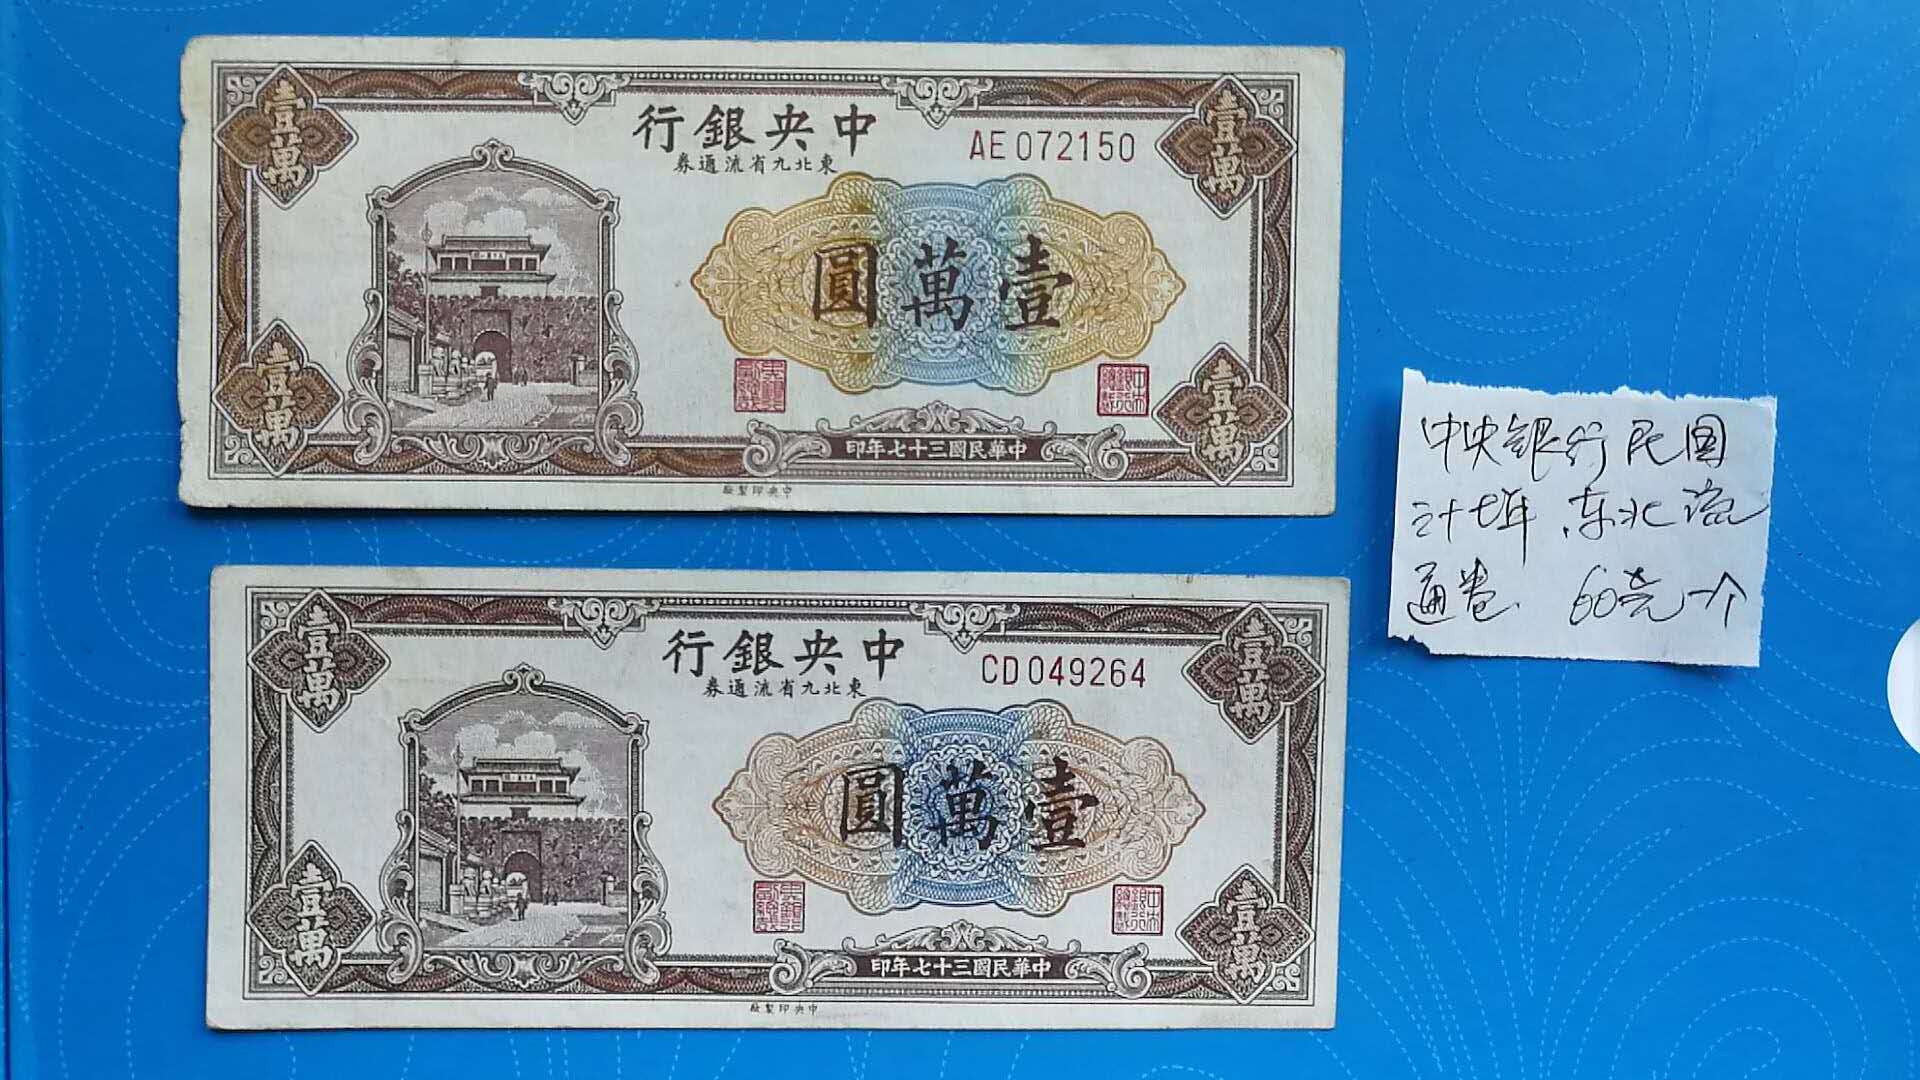 壹萬
壹萬
中央銀行
AE 072150
東北九省流通券
壹萬圓
壹萬
壹萬
中華民國三十七年印
中央印製廠
中央银行民国
三十七年.东北流
通卷. 60 一个
壹萬
壹萬
中央銀行
CD 049264
東北九省流通券
壹萬圓
壹萬
壹萬
中華民國三十七年印
中央印製廠